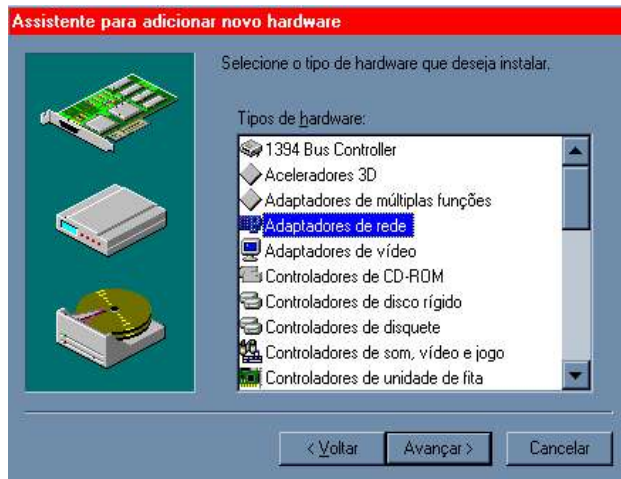 Assistente para adicionar novo hardware
Selecione o tipo de hardware que deseja instalar.
Tipos de hardware:
1394 Bus Controller
Aceleradores 3D
Adaptadores de múltiplas funções
Adaptadores de rede
Adaptadores de vídeo
Controladores de CD-ROM
Controladores de disco rígido
Controladores de disquete
Controladores de som, vídeo e jogo
Controladores de unidade de fita
< Voltar Avançar > Cancelar